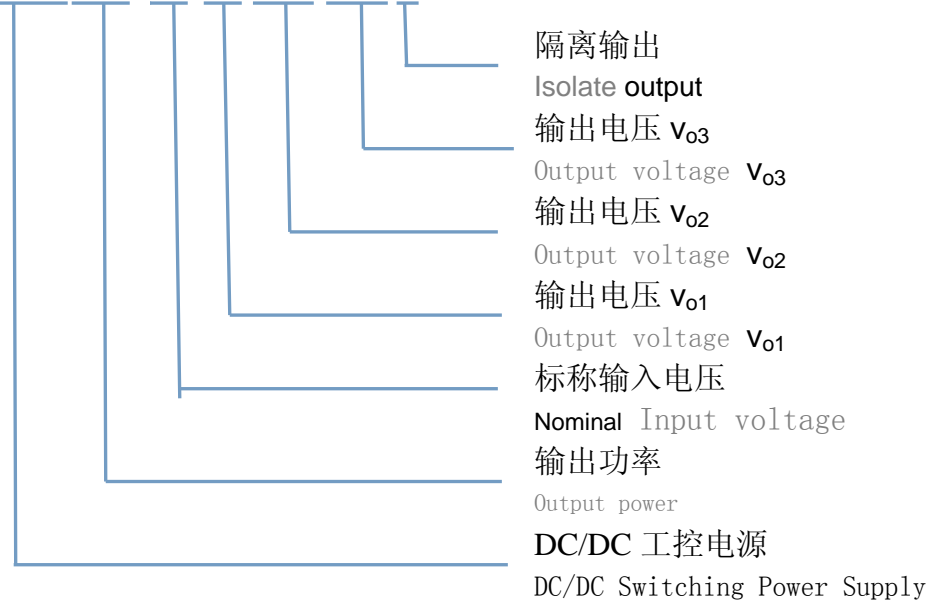 隔离输出
Isolate output
输出电压 vo3
Output voltage vo3
输出电压 vo2
Output voltage vo2
输出电压 vo1
Output voltage vo1
标称输入电压
Nominal Input voltage
输出功率
Output power
DC/DC 工控电源
DC/DC Switching Power Supply